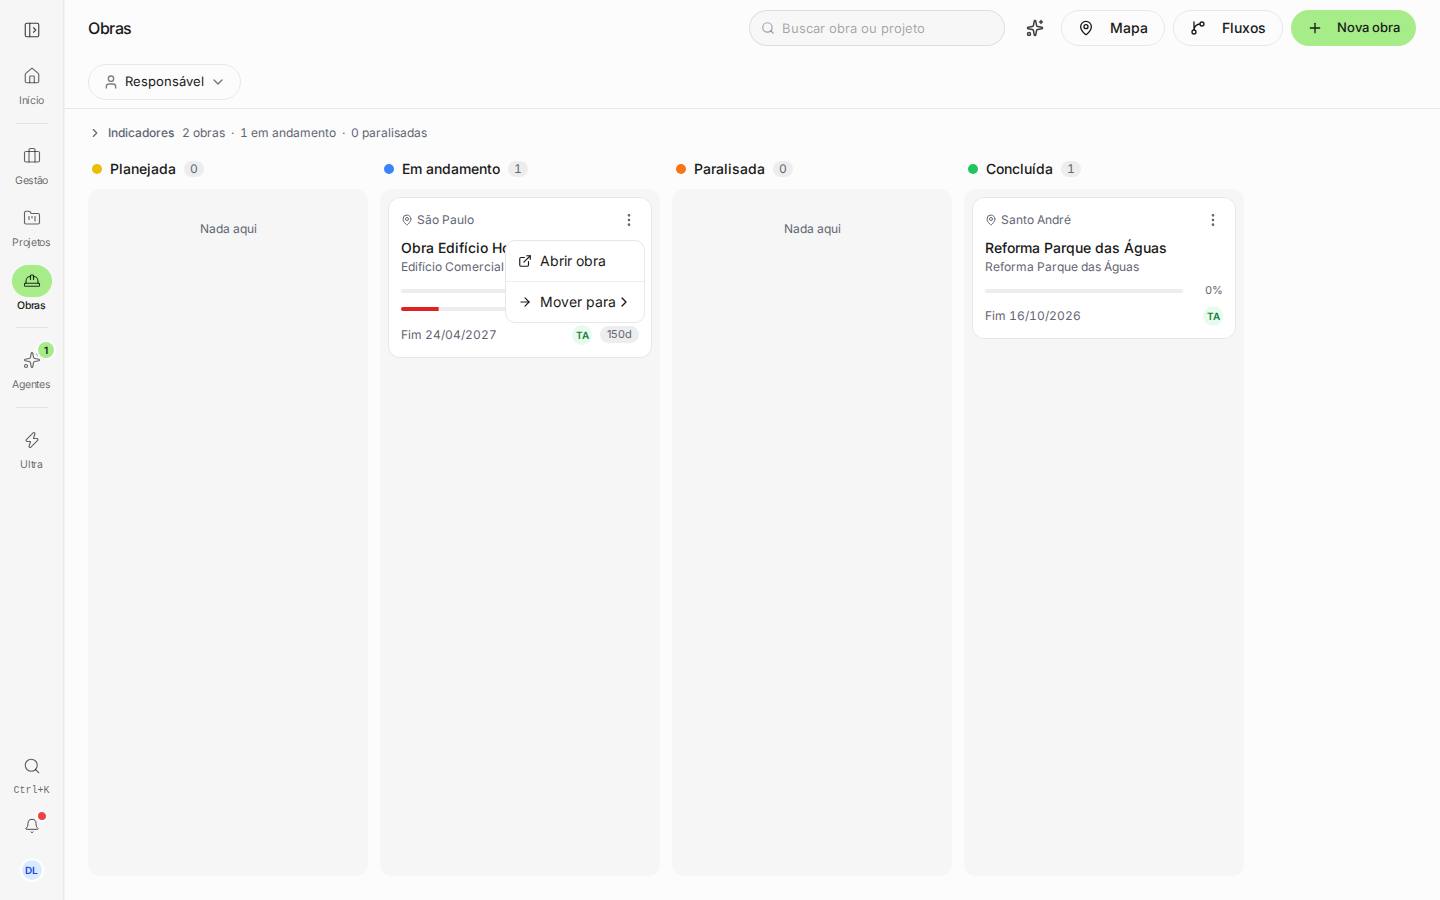 Obras
Buscar obra ou projeto
Mapa
Fluxos
Nova obra
Responsável
Indicadores 2 obras · 1 em andamento · 0 paralisadas
Planejada 0
Em andamento 1
Paralisada 0
Concluída 1
Nada aqui
São Paulo
Obra Edifício
Edifício Comercial
Abrir obra
Mover para
Fim 24/04/2027
TA
150d
Nada aqui
Santo André
Reforma Parque das Águas
Reforma Parque das Águas
0%
Fim 16/10/2026
TA
Início
Gestão
Projetos
Obras
1
Agentes
Ultra
Ctrl+K
DL